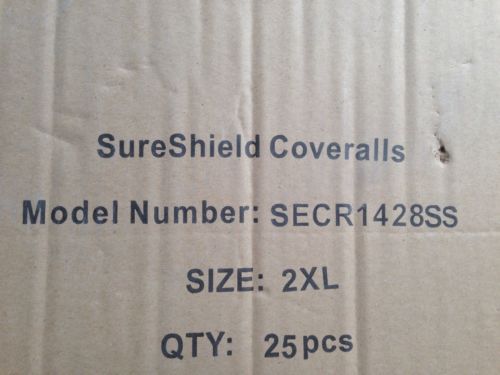 SureShield Coveralls
Model Number: SECR1428SS
SIZE: 2XL
QTY: 25pcs